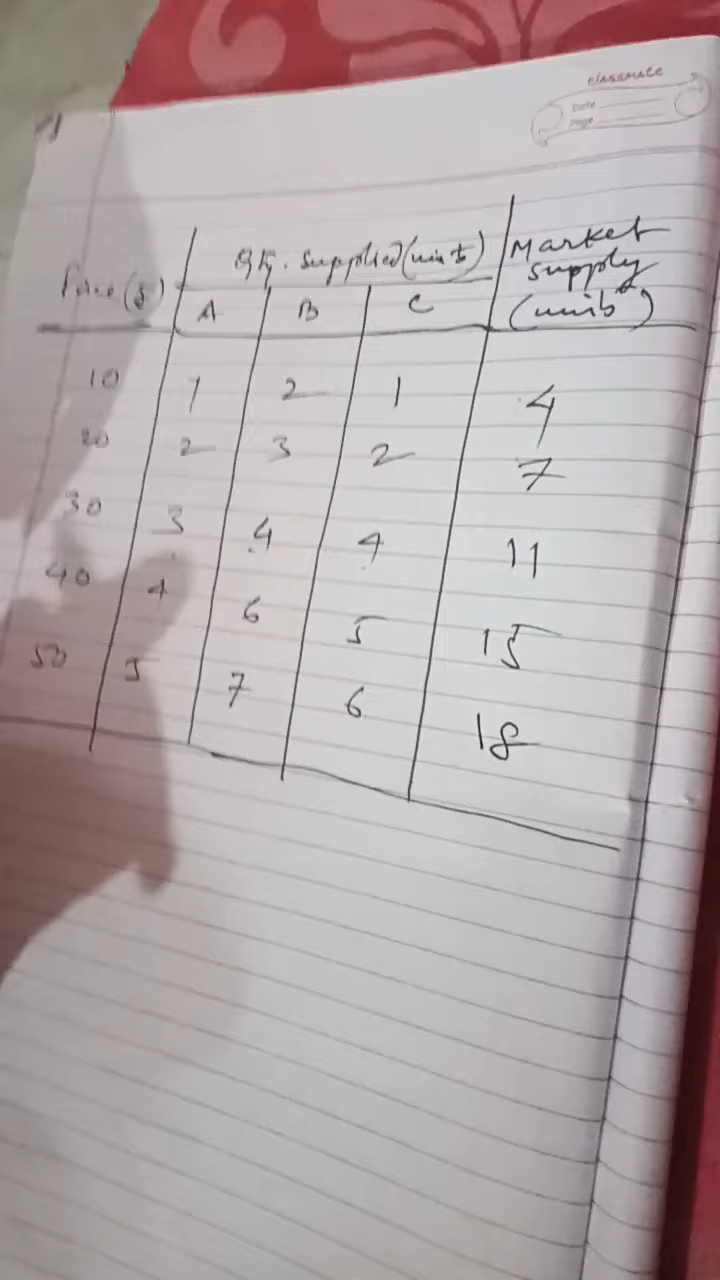 classmate
Date
Page
Price ($) Qty. Supplied (units) Market supply (units)
A B C
10 1 2 1 4
20 2 3 2 7
30 3 4 4 11
40 4 6 5 15
50 5 7 6 18